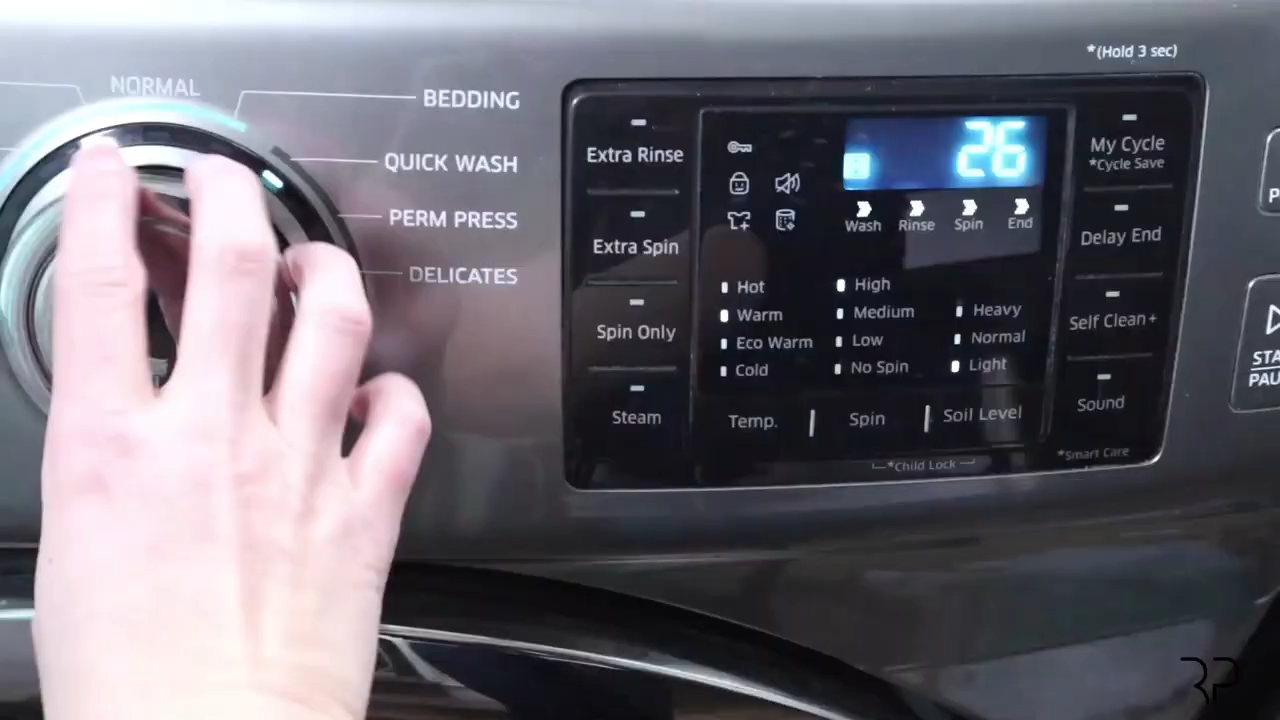 *(Hold 3 sec)
NORMAL
BEDDING
QUICK WASH
PERM PRESS
DELICATES
Extra Rinse
Extra Spin
Spin Only
Steam
26
Wash Rinse Spin End
Hot
Warm
Eco Warm
Cold
High
Medium
Low
No Spin
Heavy
Normal
Light
Temp. Spin Soil Level
*Child Lock
My Cycle
*Cycle Save
Delay End
Self Clean+
Sound
*Smart Care
P
STA
PAU